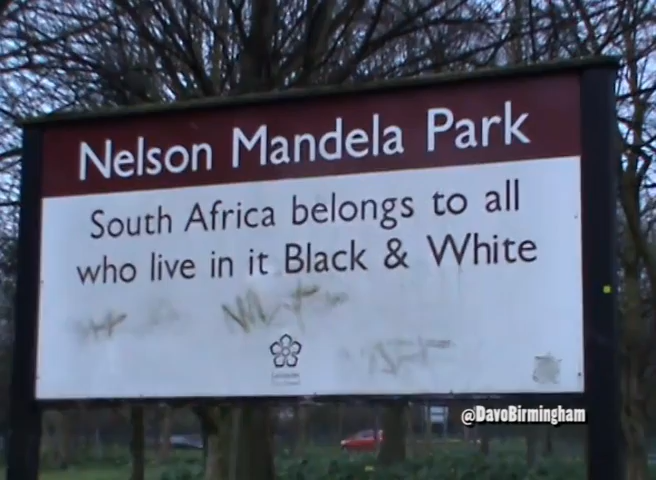 Nelson Mandela Park
South Africa belongs to all
who live in it Black & White
@DavoBirmingham